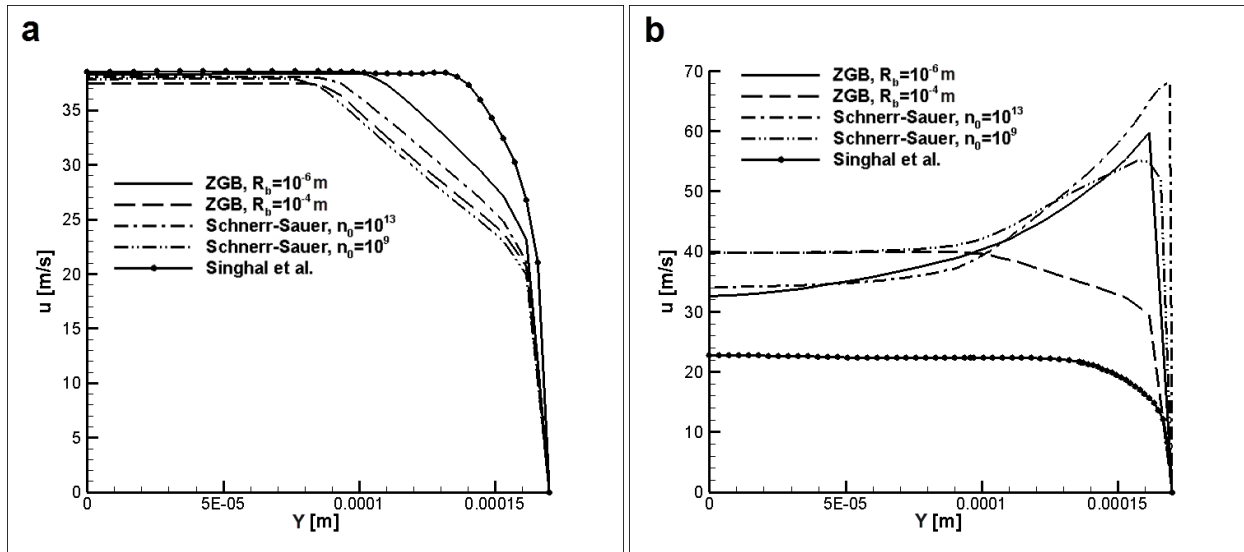 a
35
30
25
20
15
10
5
0
u [m/s]
ZGB, R_b=10^-6 m
ZGB, R_b=10^-4 m
Schnerr-Sauer, n_0=10^13
Schnerr-Sauer, n_0=10^9
Singhal et al.
0 5E-05 0.0001 0.00015
Y [m]
b
70
60
50
40
30
20
10
0
u [m/s]
ZGB, R_b=10^-6 m
ZGB, R_b=10^-4 m
Schnerr-Sauer, n_0=10^13
Schnerr-Sauer, n_0=10^9
Singhal et al.
0 5E-05 0.0001 0.00015
Y [m]